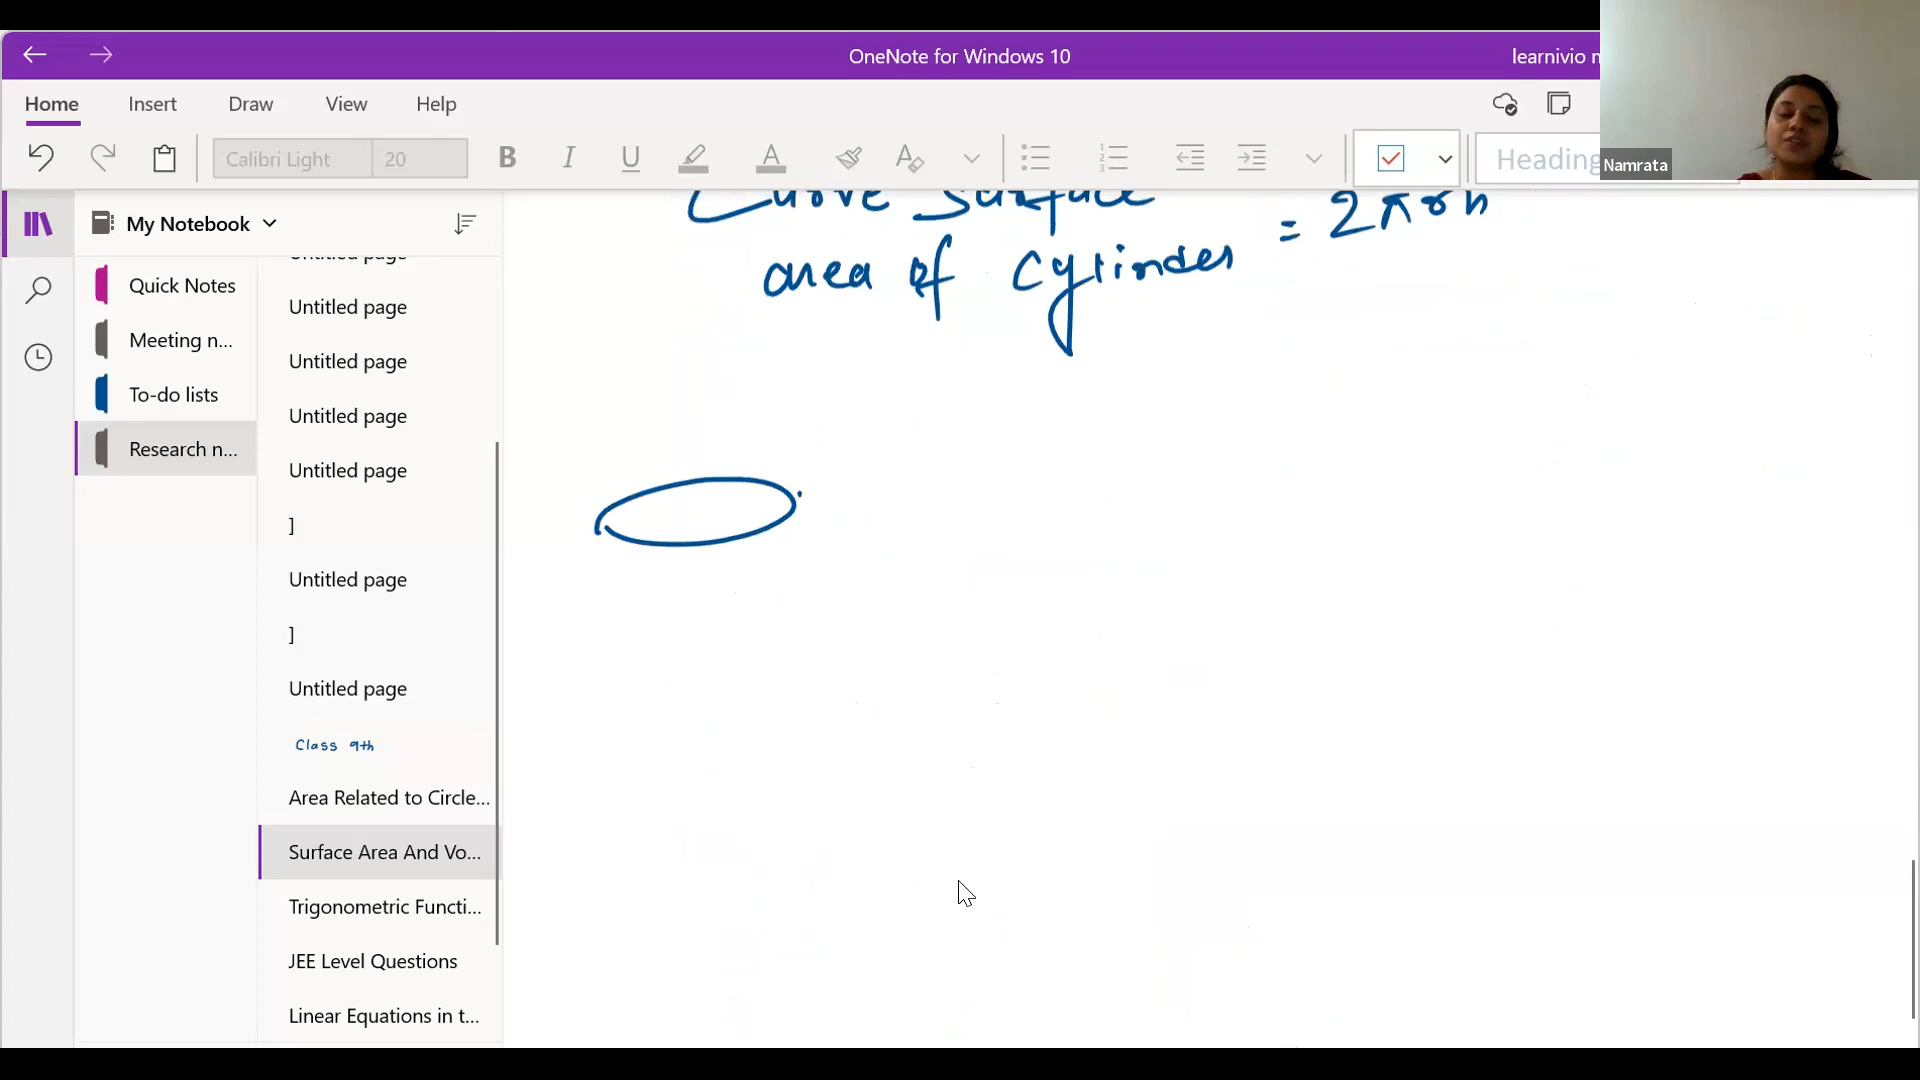 OneNote for Windows 10
learnivio m
Home Insert Draw View Help
Calibri Light 20
Heading
Namrata
My Notebook
Quick Notes
Meeting n...
To-do lists
Research n...
Untitled page
Untitled page
Untitled page
Untitled page
Untitled page
]
Untitled page
]
Untitled page
Class 9th
Area Related to Circle...
Surface Area And Vo...
Trigonometric Functi...
JEE Level Questions
Linear Equations in t...
Curve Surface
area of cylinder = 2πrh